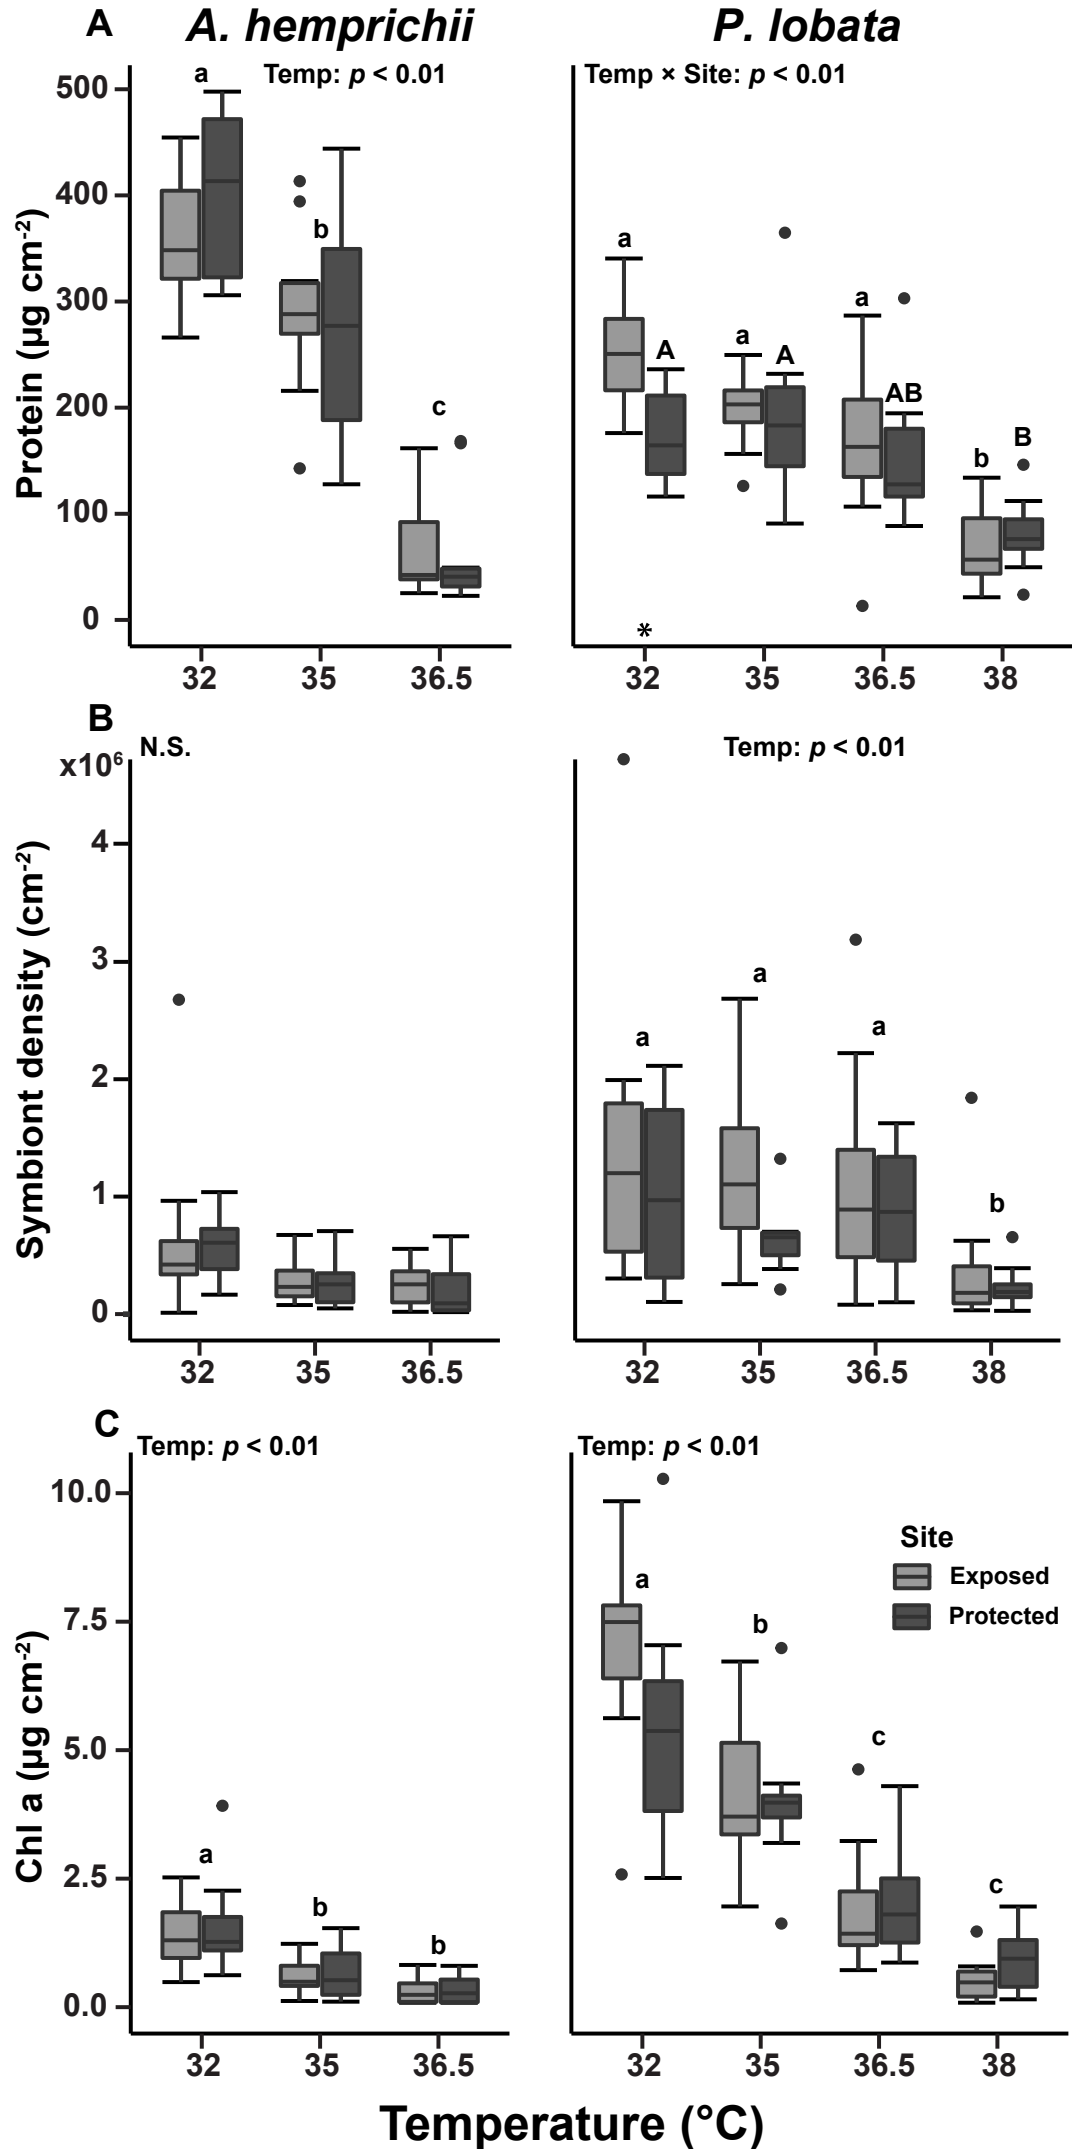 A
A. hemprichii
P. lobata
Temp: p < 0.01
Temp × Site: p < 0.01
Protein (µg cm-2)
500
400
300
200
100
0
a
b
c
a
A
a
A
a
AB
b
B
*
32
35
36.5
32
35
36.5
38
B
N.S.
Temp: p < 0.01
x10⁶
Symbiont density (cm-2)
4
3
2
1
0
a
a
a
b
32
35
36.5
32
35
36.5
38
C
Temp: p < 0.01
Temp: p < 0.01
Chl a (µg cm-2)
10.0
7.5
5.0
2.5
0.0
a
b
b
a
b
c
c
Site
Exposed
Protected
32
35
36.5
32
35
36.5
38
Temperature (°C)